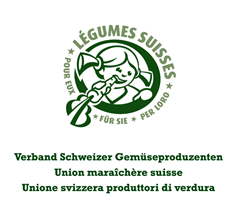 LÉGUMES SUISSES
POUR EUX * FÜR SIE * PER LORO
Verband Schweizer Gemüseproduzenten
Union maraîchère suisse
Unione svizzera produttori di verdura